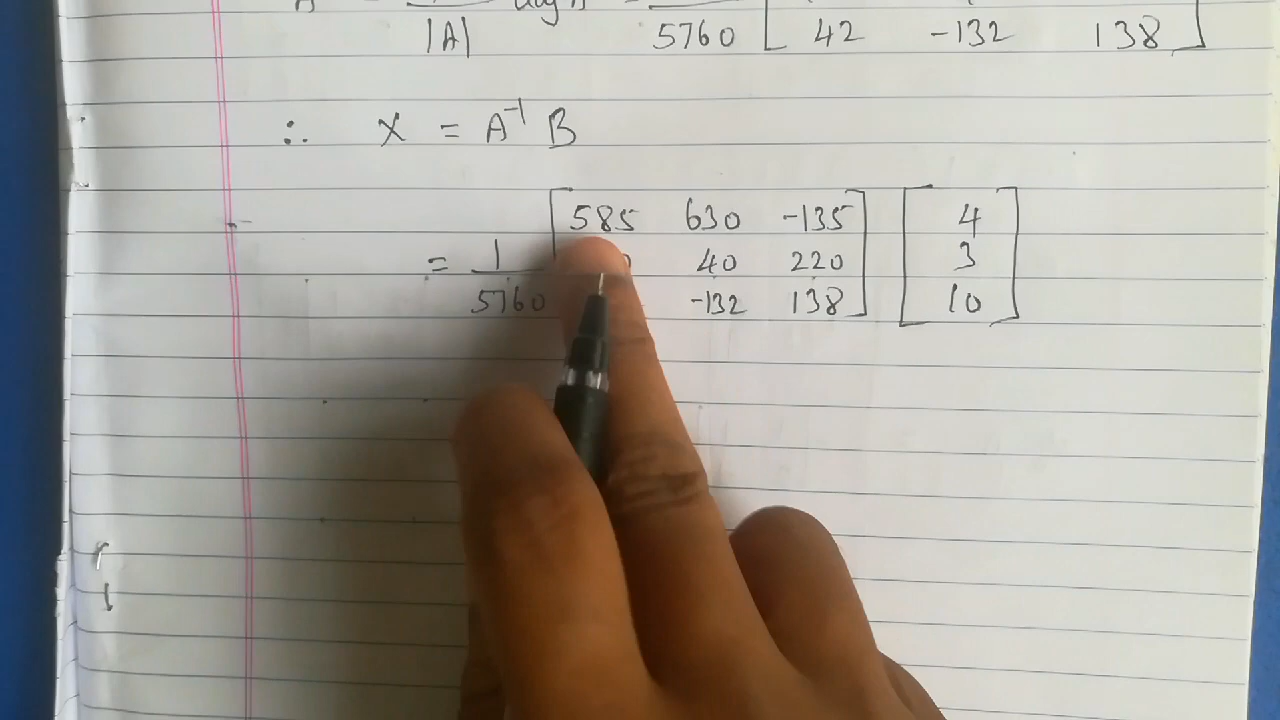 |A| 5760 42 -132 138
∴ X = A⁻¹ B
585 630 -135 4
= 1 40 220 3
5760 -132 138 10